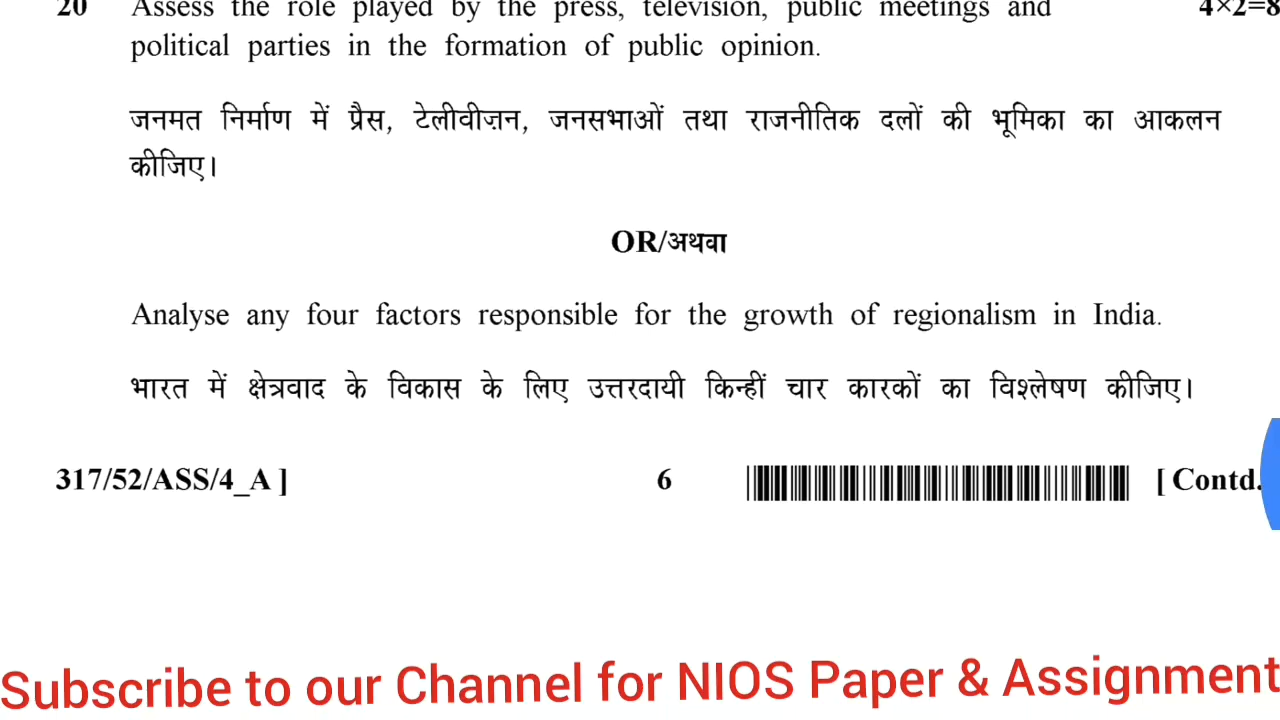 20 Assess the role played by the press, television, public meetings and 4×2=8
political parties in the formation of public opinion.
जनमत निर्माण में प्रैस, टेलीवीज़न, जनसभाओं तथा राजनीतिक दलों की भूमिका का आकलन
कीजिए।
OR/अथवा
Analyse any four factors responsible for the growth of regionalism in India.
भारत में क्षेत्रवाद के विकास के लिए उत्तरदायी किन्हीं चार कारकों का विश्लेषण कीजिए।
317/52/ASS/4_A ] 6 [ Contd.
Subscribe to our Channel for NIOS Paper & Assignment